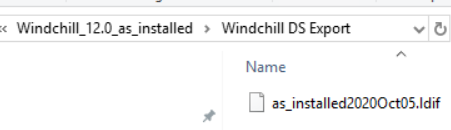 « Windchill_12.0_as_installed > Windchill DS Export
Name
as_installed2020Oct05.ldif